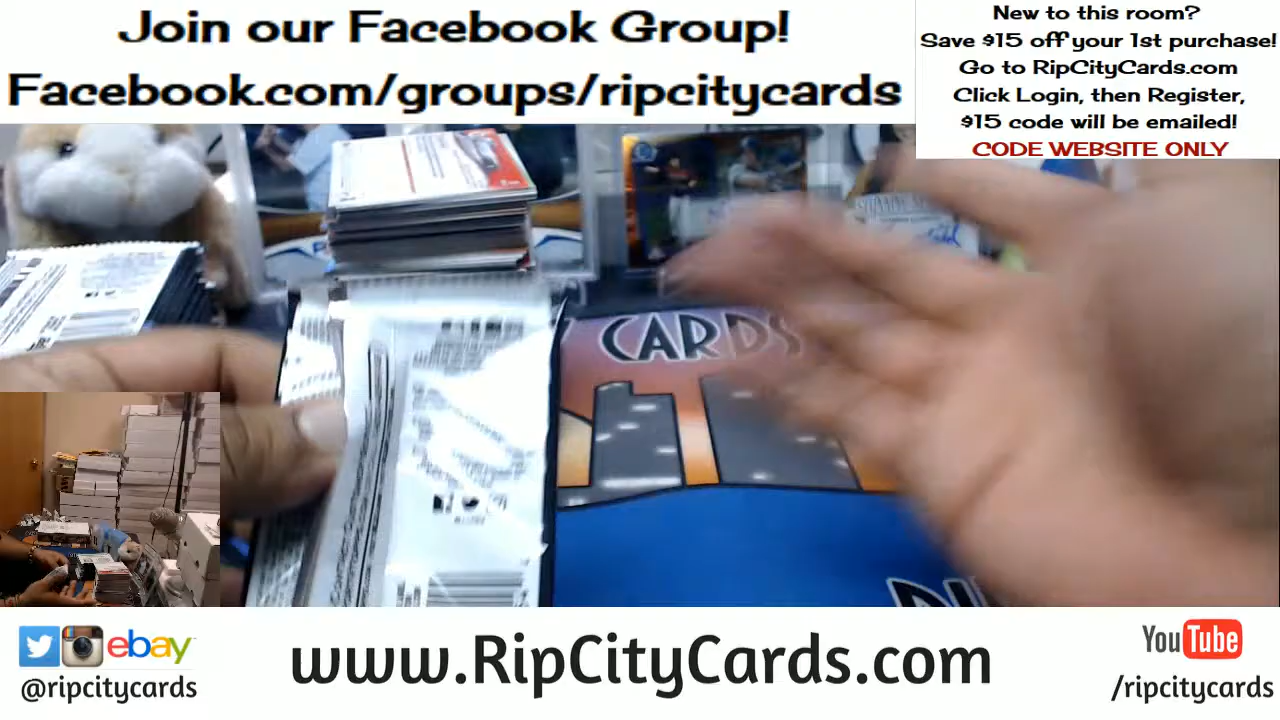 Join our Facebook Group!
Facebook.com/groups/ripcitycards
New to this room?
Save $15 off your 1st purchase!
Go to RipCityCards.com
Click Login, then Register,
$15 code will be emailed!
CODE WEBSITE ONLY
CARDS
ebay
@ripcitycards
www.RipCityCards.com
YouTube
/ripcitycards